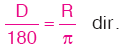 D/180 = R/π dir.